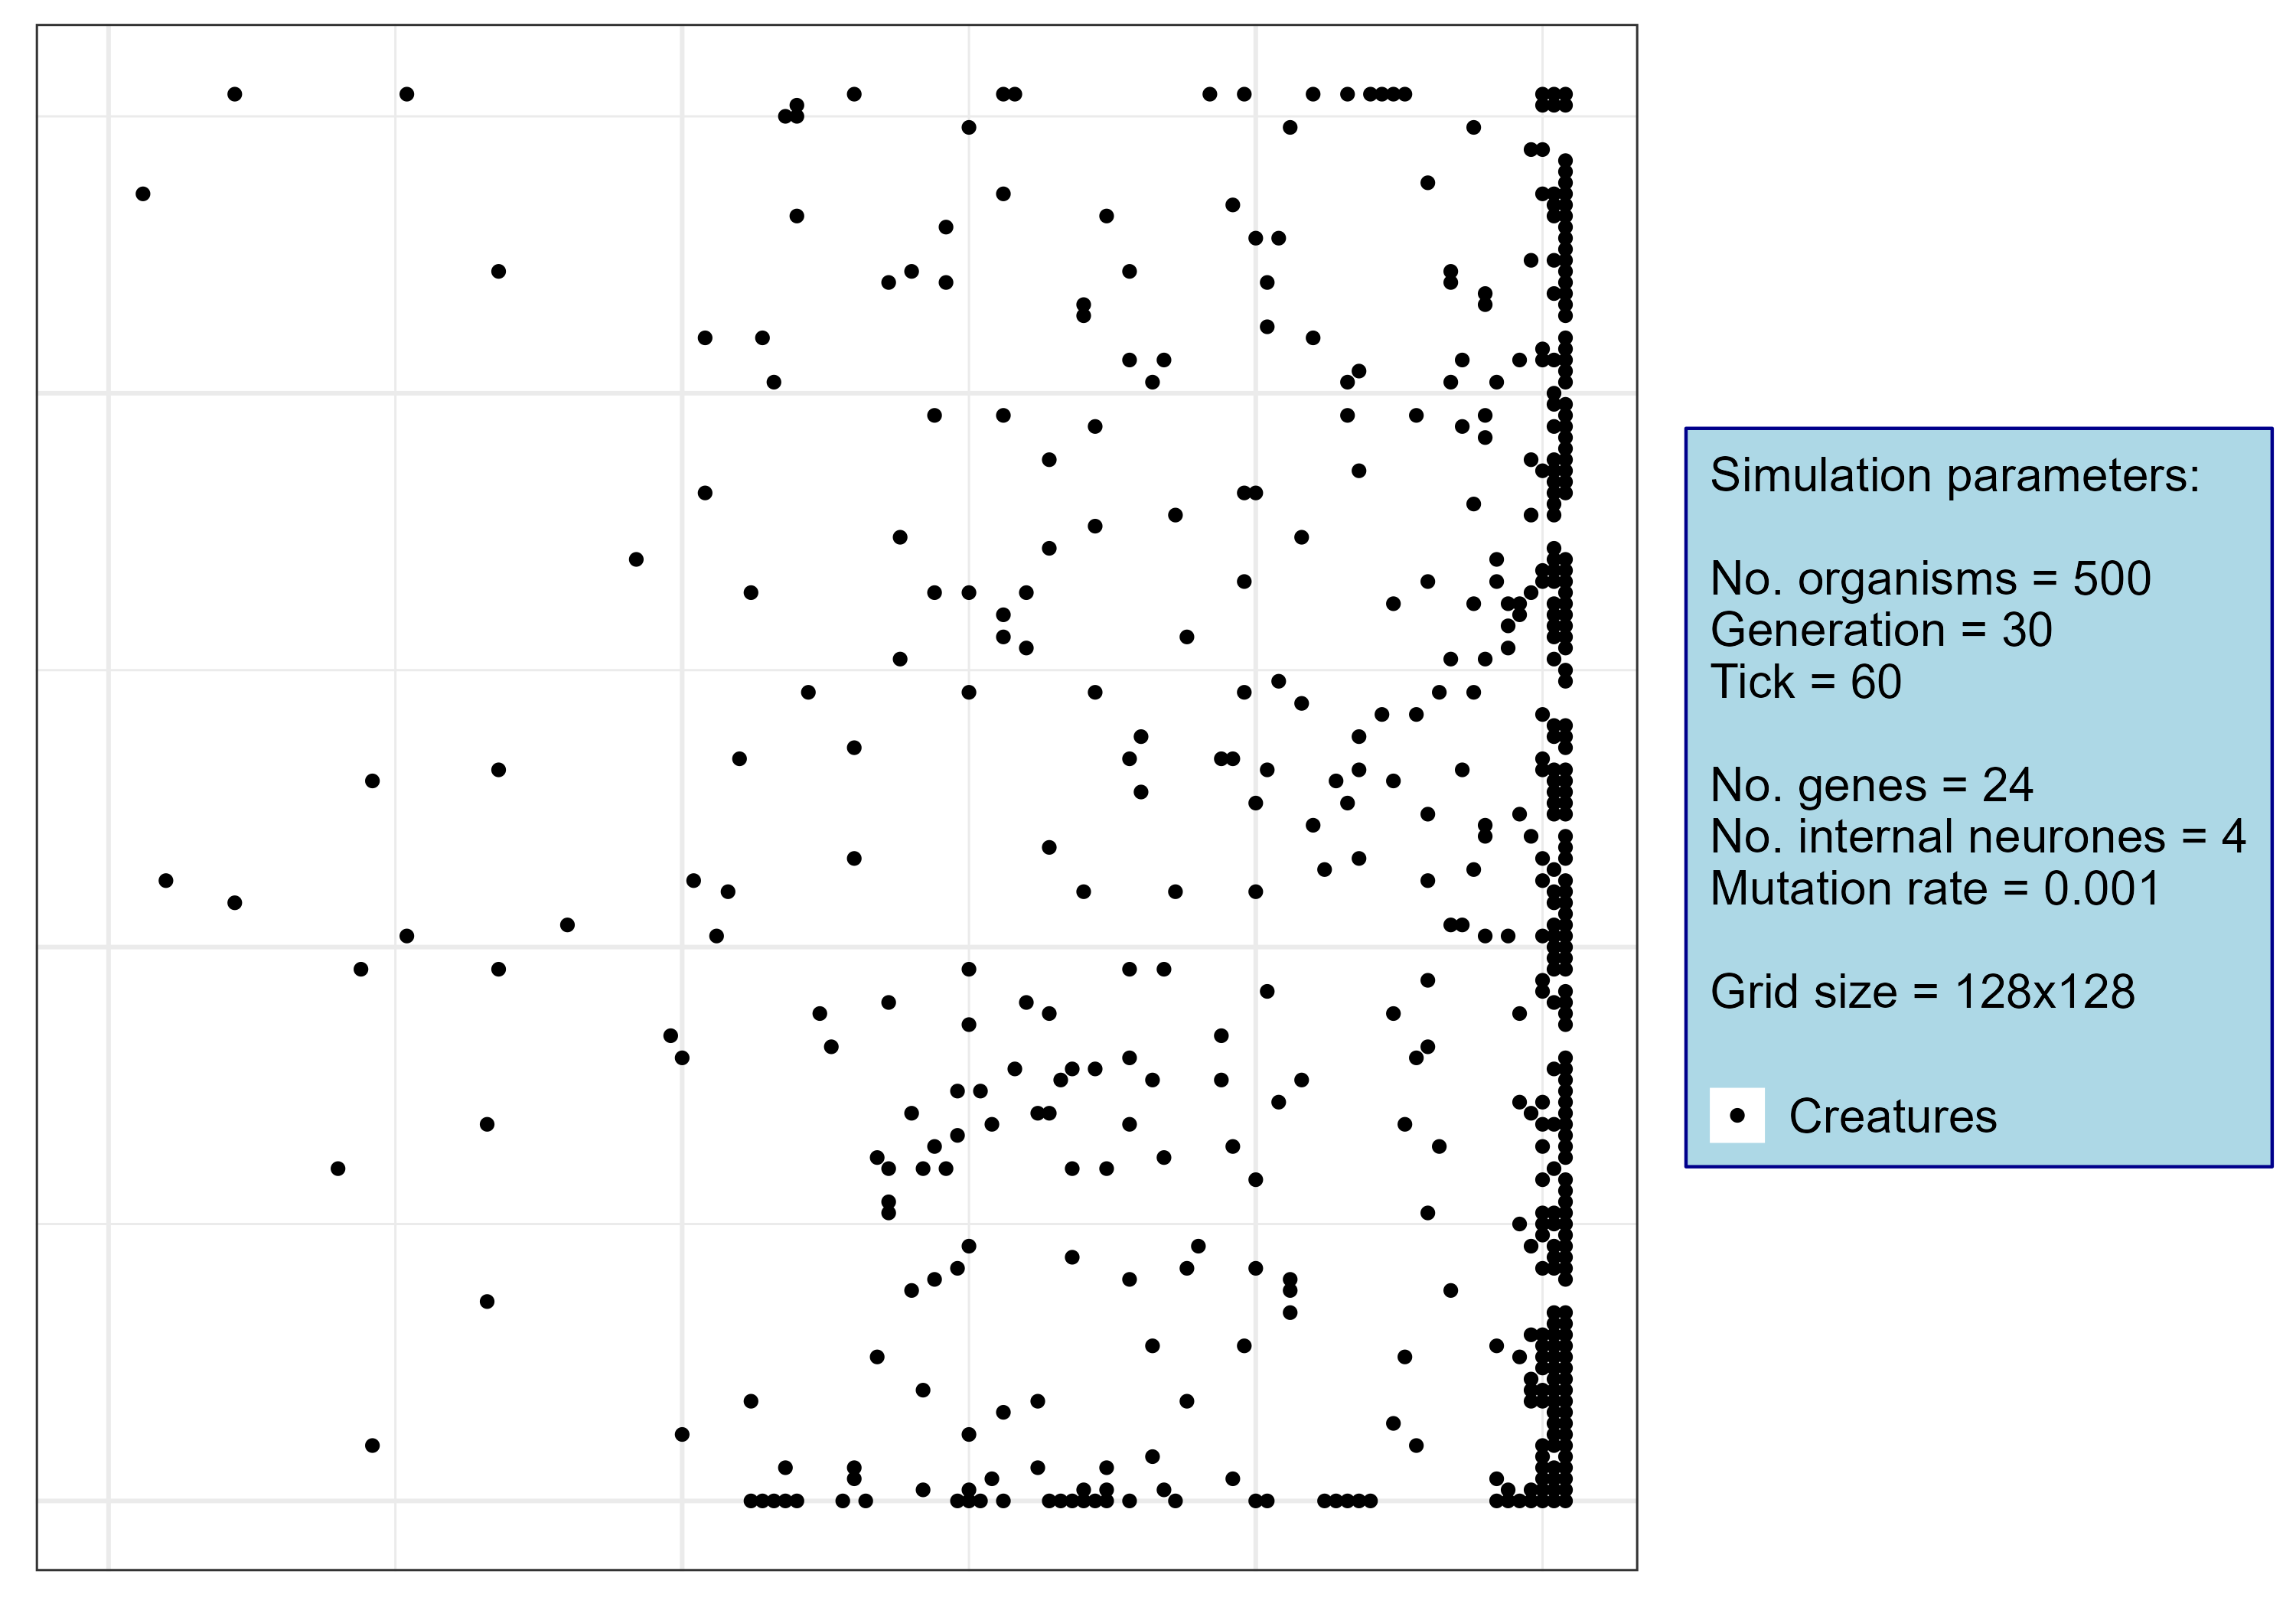 Simulation parameters:
No. organisms = 500
Generation = 30
Tick = 60
No. genes = 24
No. internal neurones = 4
Mutation rate = 0.001
Grid size = 128x128
Creatures